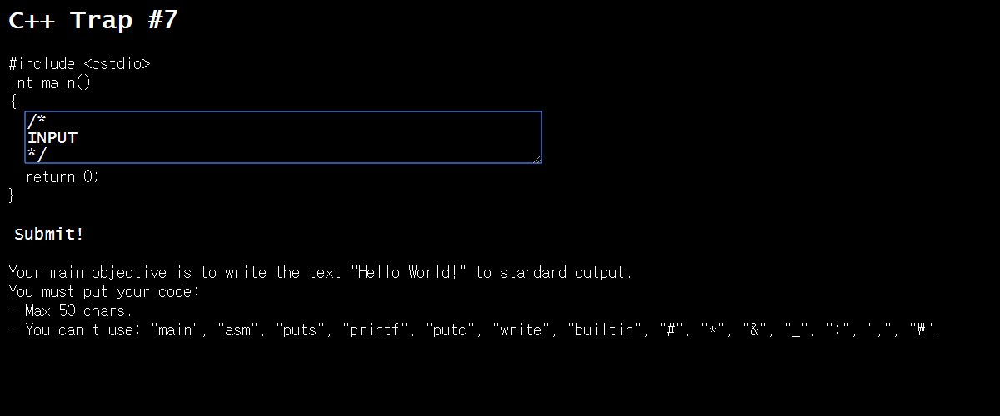 C++ Trap #7
#include <cstdio>
int main()
{
/*
INPUT
*/
return 0;
}
Submit!
Your main objective is to write the text "Hello World!" to standard output.
You must put your code:
- Max 50 chars.
- You can't use: "main", "asm", "puts", "printf", "putc", "write", "builtin", "#", "*", "&", "_", ";", ",", "₩".